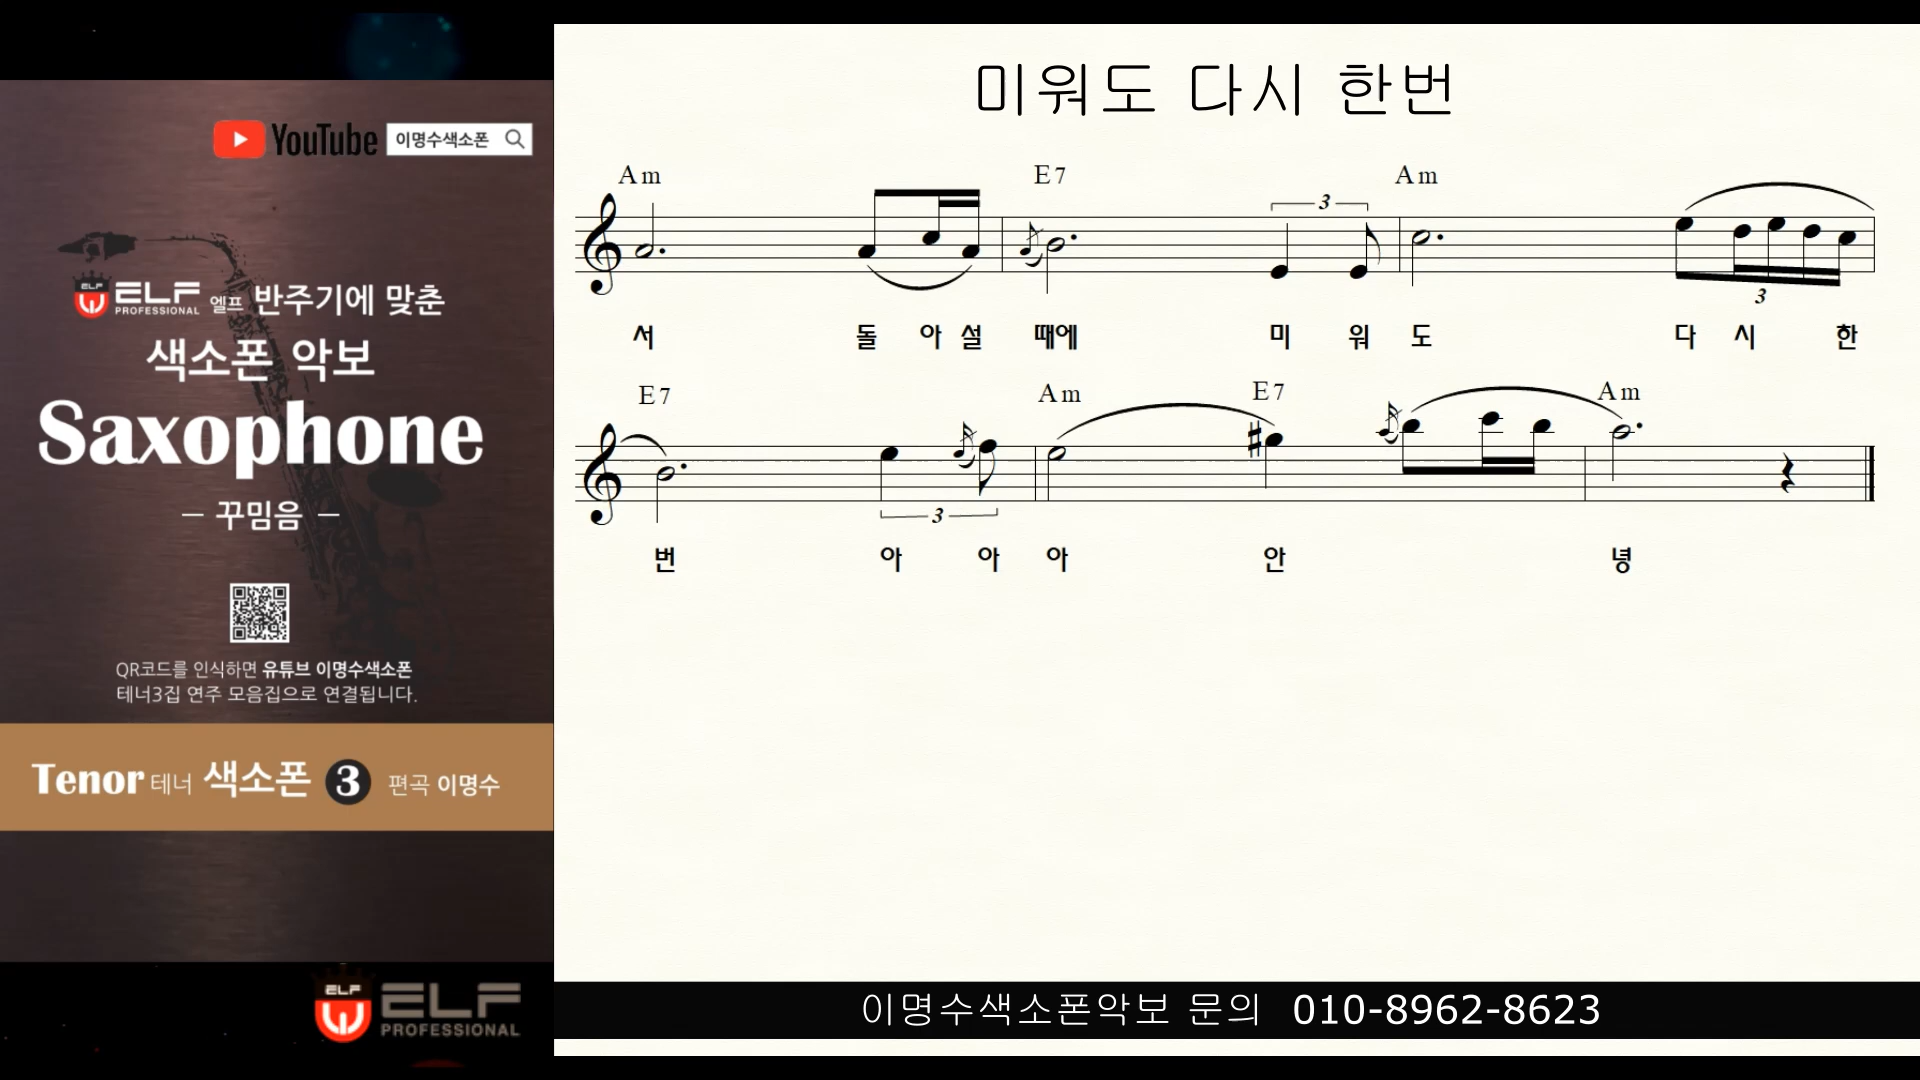 YouTube 이명수색소폰
ELF
ELF
PROFESSIONAL
엘프 반주기에 맞춘
색소폰 악보
Saxophone
— 꾸밈음 —
QR코드를 인식하면 유튜브 이명수색소폰
테너3집 연주 모음집으로 연결됩니다.
Tenor 테너 색소폰 3 편곡 이명수
ELF
ELF
PROFESSIONAL
미워도 다시 한번
Am E7 Am
3
3
서 돌 아 설 때에 미 워 도 다 시 한
E7 Am E7 Am
3
번 아 아 아 안 녕
이명수색소폰악보 문의 010-8962-8623